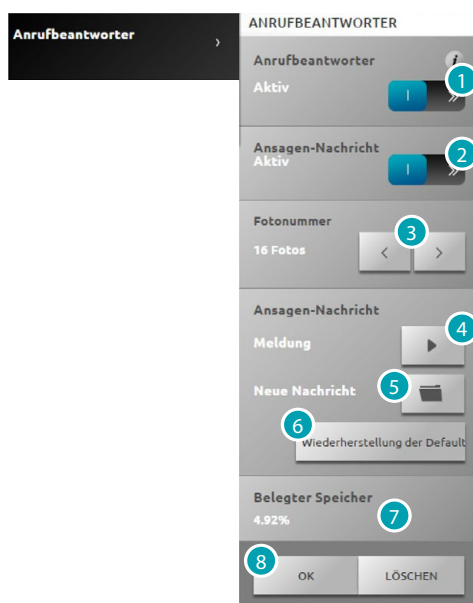 Anrufbeantworter
ANRUFBEANTWORTER
Anrufbeantworter
i
Aktiv
1
Ansagen-Nachricht
Aktiv
2
Fotonummer
3
16 Fotos
Ansagen-Nachricht
4
Meldung
Neue Nachricht
5
6
Wiederherstellung der Default
Belegter Speicher
4.92%
7
8
OK
LÖSCHEN